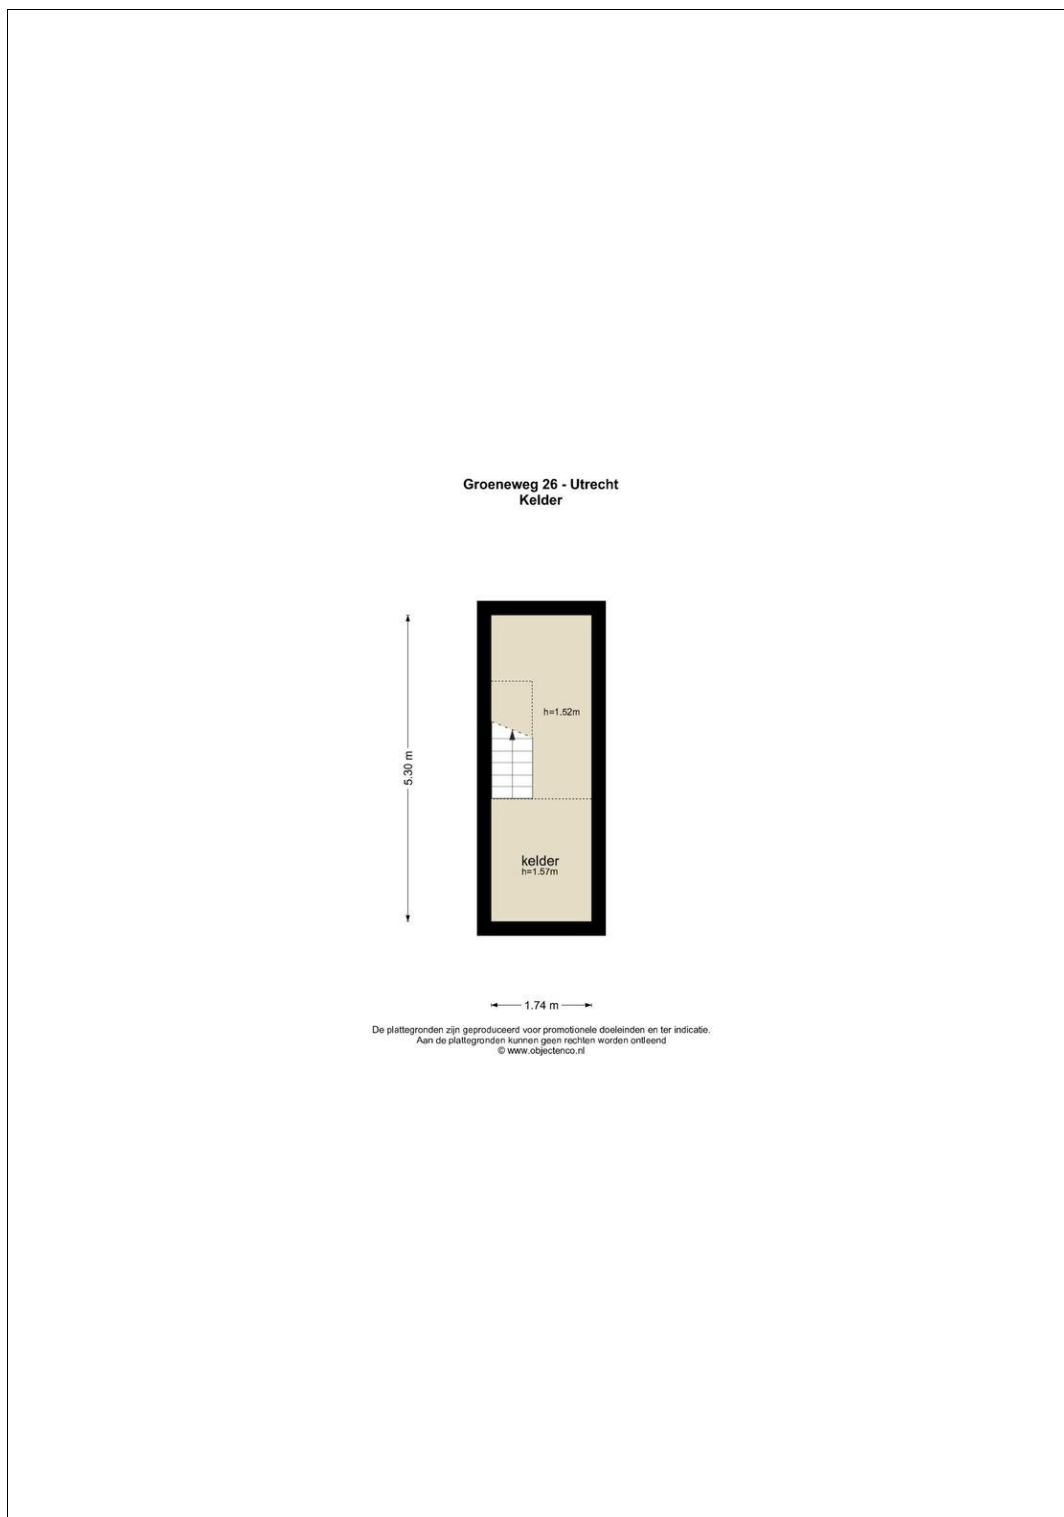 Groeneweg 26 - Utrecht
Kelder
h=1.52m
5.30 m
kelder
h=1.57m
1.74 m
De plattegronden zijn geproduceerd voor promotionele doeleinden en ter indicatie.
Aan de plattegronden kunnen geen rechten worden ontleend
© www.objectenco.nl